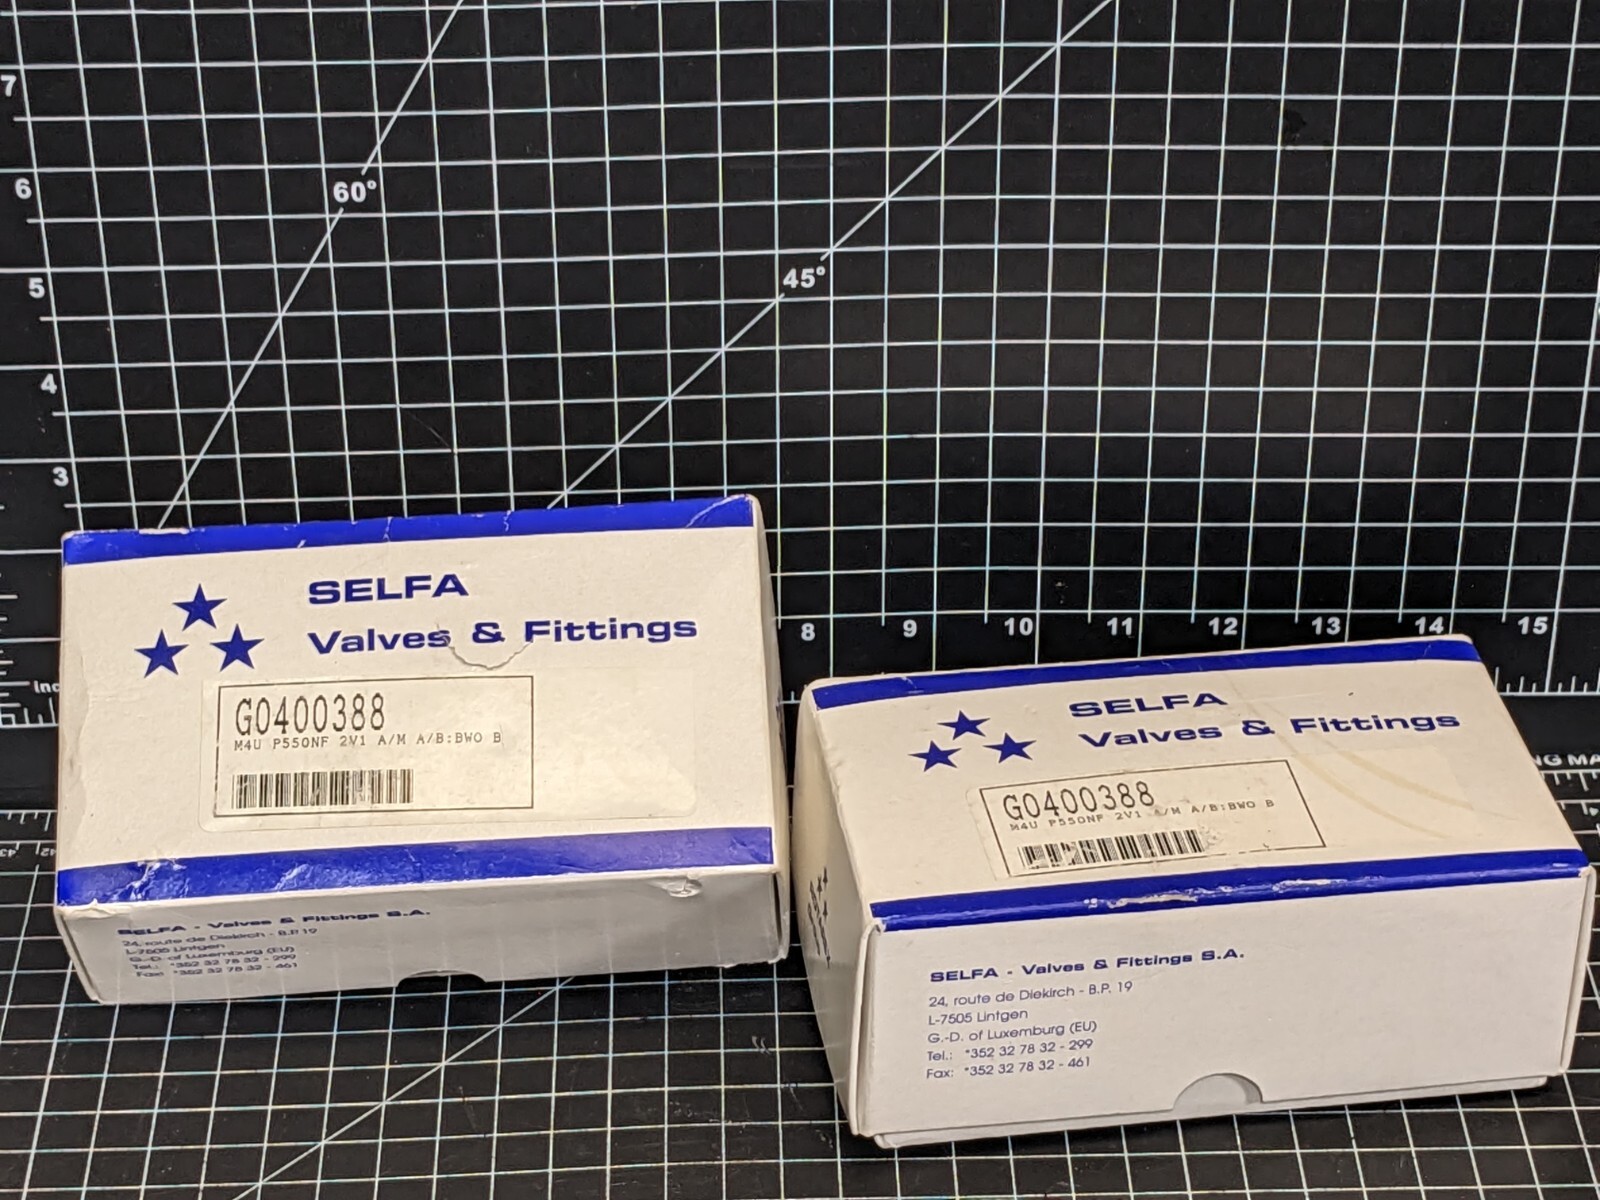 7
6
60°
5
45°
4
3
8
9
10
11
12
13
14
15
SELFA
Valves & Fittings
G0400388
M4U P550NF 2V1 A/M A/B:BWO B
SELFA - Valves & Fittings S.A.
24, route de Diekirch - B.P. 19
L-7505 Lintgen
G.-D. of Luxemburg (EU)
Tel.: *352 32 78 32 - 299
Fax: *352 32 78 32 - 461
SELFA
Valves & Fittings
G0400388
M4U P550NF 2V1 A/M A/B:BWO B
SELFA - Valves & Fittings S.A.
24, route de Diekirch - B.P. 19
L-7505 Lintgen
G.-D. of Luxemburg (EU)
Tel.: *352 32 78 32 - 299
Fax: *352 32 78 32 - 461